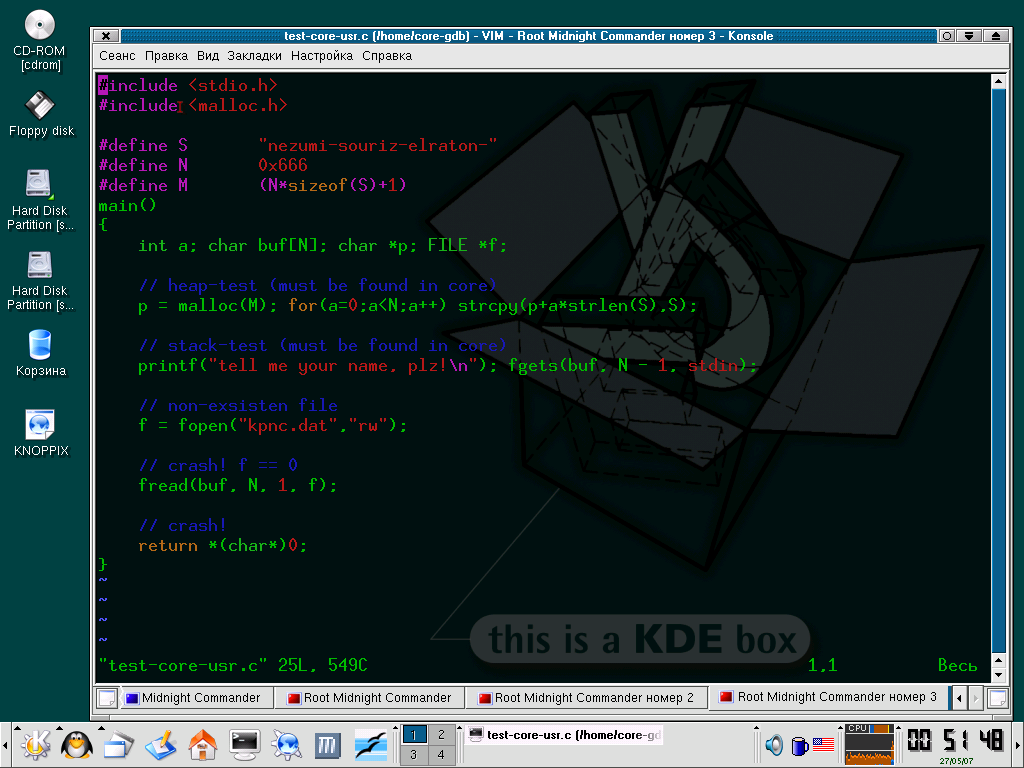 CD-ROM
[cdrom]
Floppy disk
Hard Disk
Partition [s...
Hard Disk
Partition [s...
Корзина
KNOPPIX
test-core-usr.c (/home/core-gdb) - VIM - Root Midnight Commander номер 3 - Konsole
Сеанс Правка Вид Закладки Настройка Справка
#include <stdio.h>
#include <malloc.h>
#define S "nezumi-souriz-elraton-"
#define N 0x666
#define M (N*sizeof(S)+1)
main()
{
int a; char buf[N]; char *p; FILE *f;
// heap-test (must be found in core)
p = malloc(M); for(a=0;a<N;a++) strcpy(p+a*strlen(S),S);
// stack-test (must be found in core)
printf("tell me your name, plz!\n"); fgets(buf, N - 1, stdin);
// non-exsisten file
f = fopen("kpnc.dat","rw");
// crash! f == 0
fread(buf, N, 1, f);
// crash!
return *(char*)0;
}
~
~
~
~
this is a KDE box
"test-core-usr.c" 25L, 549C 1,1 Весь
Midnight Commander Root Midnight Commander Root Midnight Commander номер 2 Root Midnight Commander номер 3
1 2
3 4
test-core-usr.c (/home/core-gd
CPU
00 51 48
27/05/07